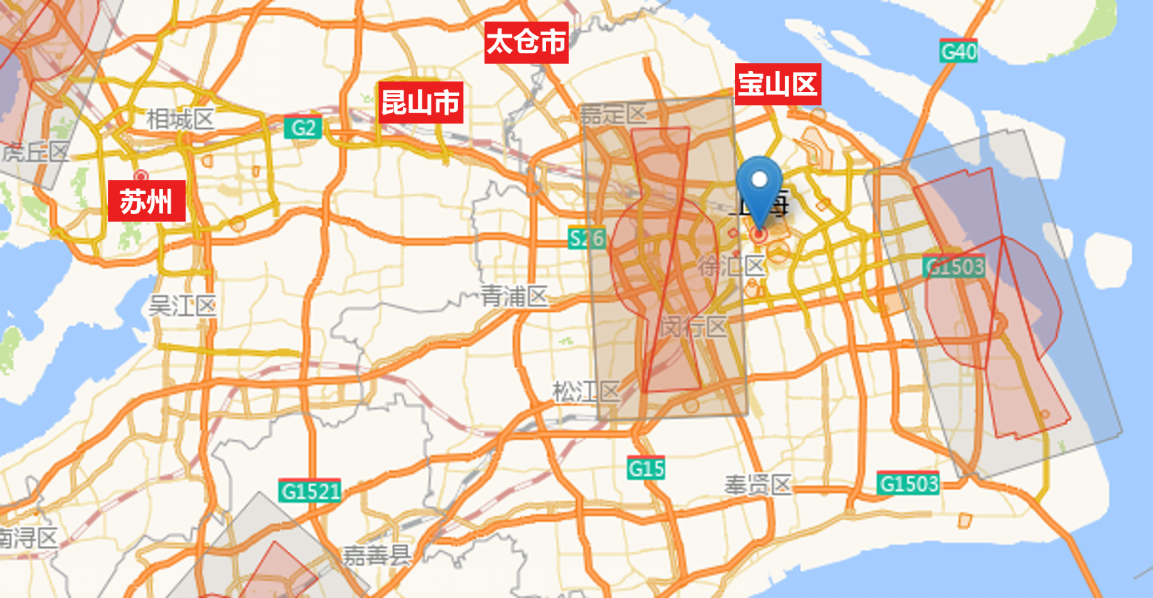 太仓市
G40
宝山区
昆山市
嘉定区
相城区
G2
虎丘区
苏州
上海
S26
徐汇区
G1503
青浦区
吴江区
闵行区
松江区
G15
奉贤区
G1503
G1521
南浔区
嘉善县